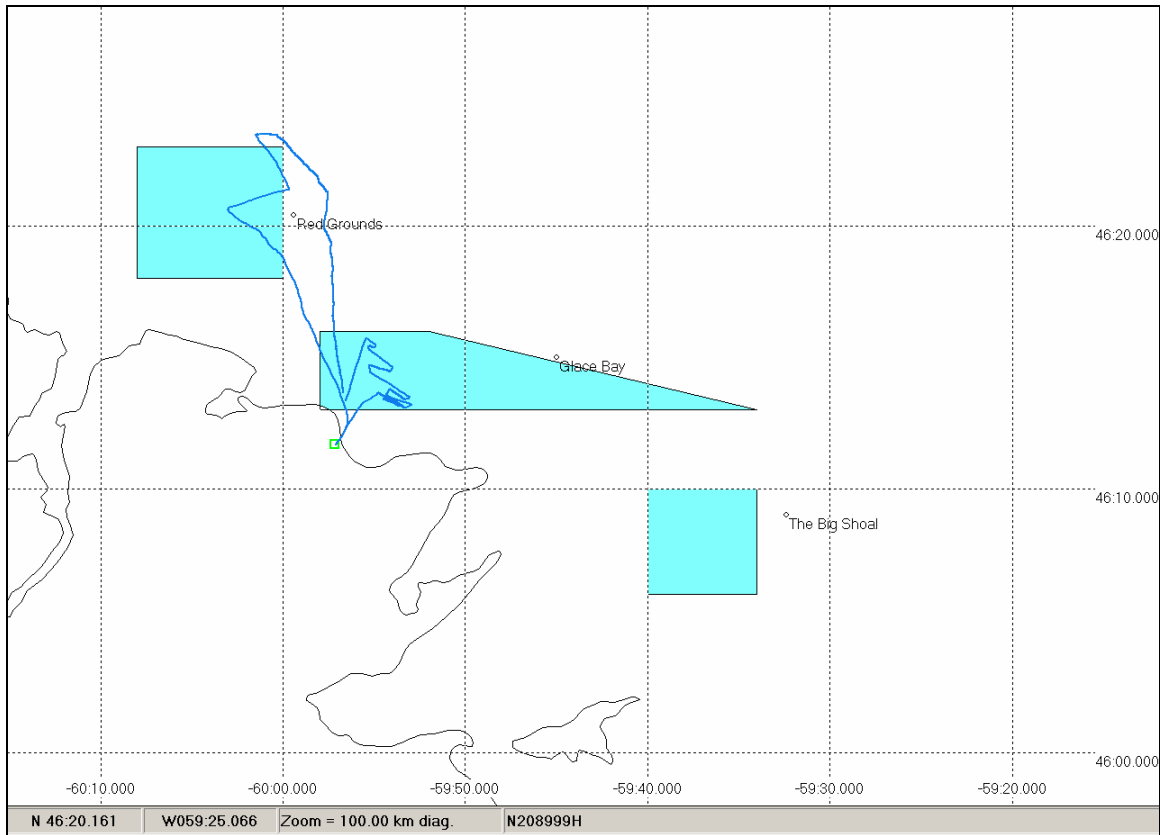 Red Grounds
46:20.000
Glace Bay
46:10.000
The Big Shoal
46:00.000
-60:10.000 -60:00.000 -59:50.000 -59:40.000 -59:30.000 -59:20.000
N 46:20.161 W059:25.066 Zoom = 100.00 km diag. N208999H